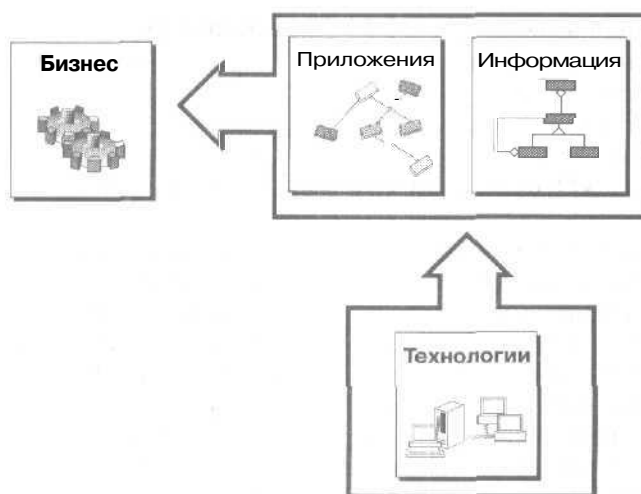 Бизнес
Приложения
Информация
Технологии